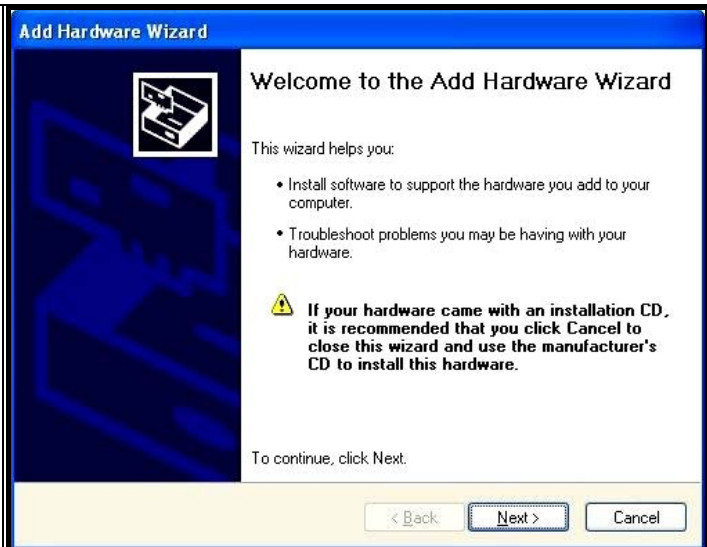 Add Hardware Wizard
Welcome to the Add Hardware Wizard
This wizard helps you:
• Install software to support the hardware you add to your
computer.
• Troubleshoot problems you may be having with your
hardware.
If your hardware came with an installation CD,
it is recommended that you click Cancel to
close this wizard and use the manufacturer's
CD to install this hardware.
To continue, click Next.
< Back Next > Cancel